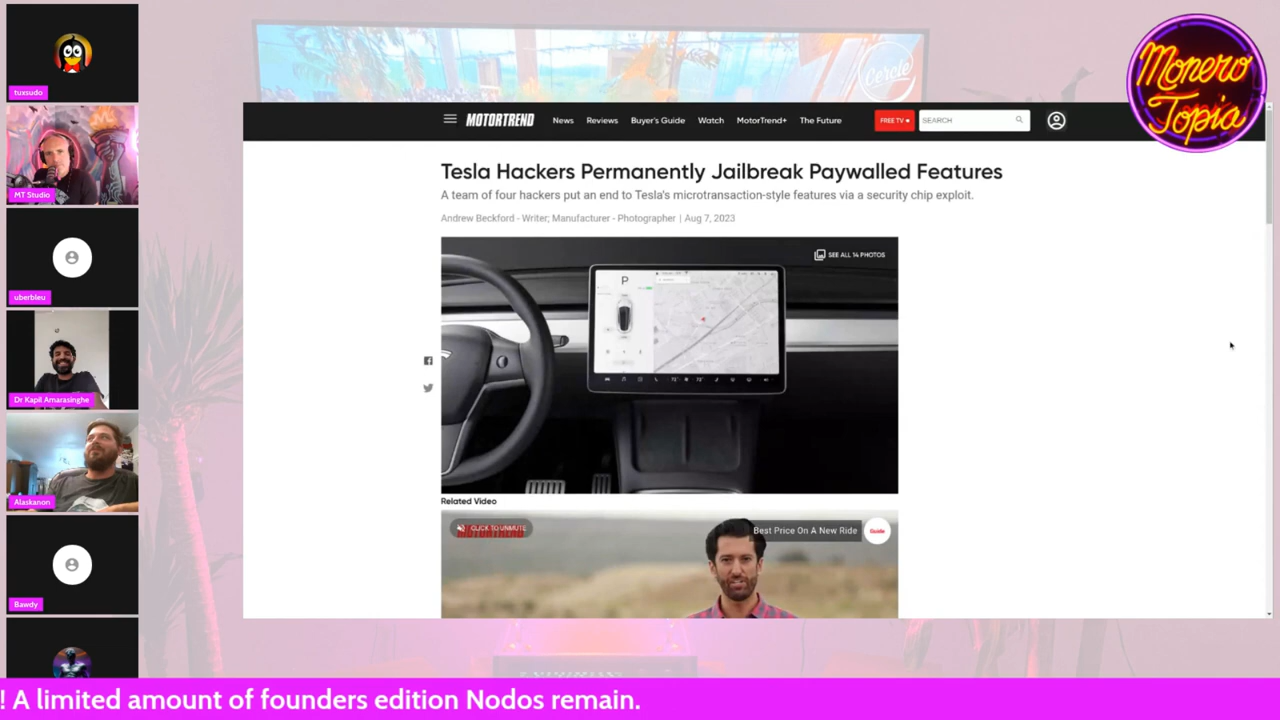 tuxsudo
MT Studio
uberbleu
Dr Kapil Amarasinghe
Alaskanon
Bawdy
Cercle
Monero
Topia
MOTORTREND
News
Reviews
Buyer's Guide
Watch
MotorTrend+
The Future
FREE TV
SEARCH
Tesla Hackers Permanently Jailbreak Paywalled Features
A team of four hackers put an end to Tesla's microtransaction-style features via a security chip exploit.
Andrew Beckford - Writer; Manufacturer - Photographer | Aug 7, 2023
SEE ALL 14 PHOTOS
P
Related Video
CLICK TO UNMUTE
MOTORTREND
Best Price On A New Ride
Guide
! A limited amount of founders edition Nodos remain.